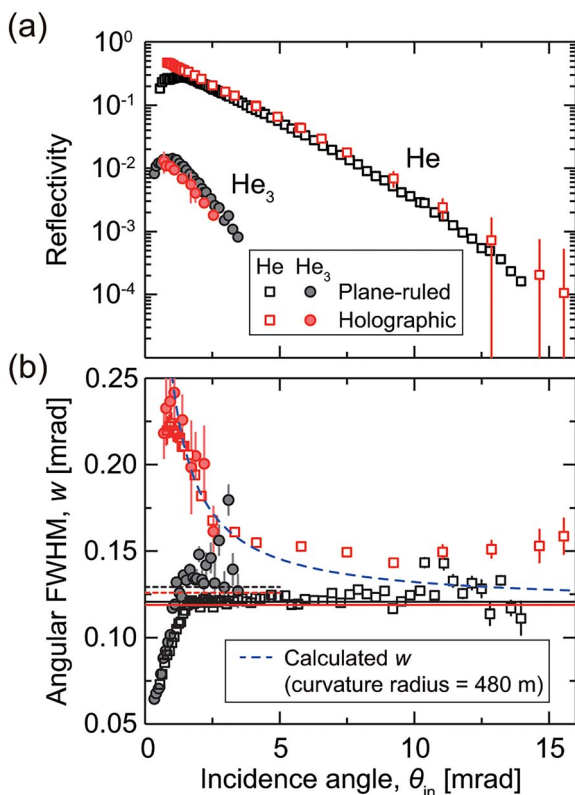 (a)
10⁰
10⁻¹
10⁻²
10⁻³
10⁻⁴
Reflectivity
He
He₃
He He₃
Plane-ruled
Holographic
(b)
0.25
0.20
0.15
0.10
0.05
Angular FWHM, w [mrad]
Calculated w
(curvature radius = 480 m)
0 5 10 15
Incidence angle, θin [mrad]